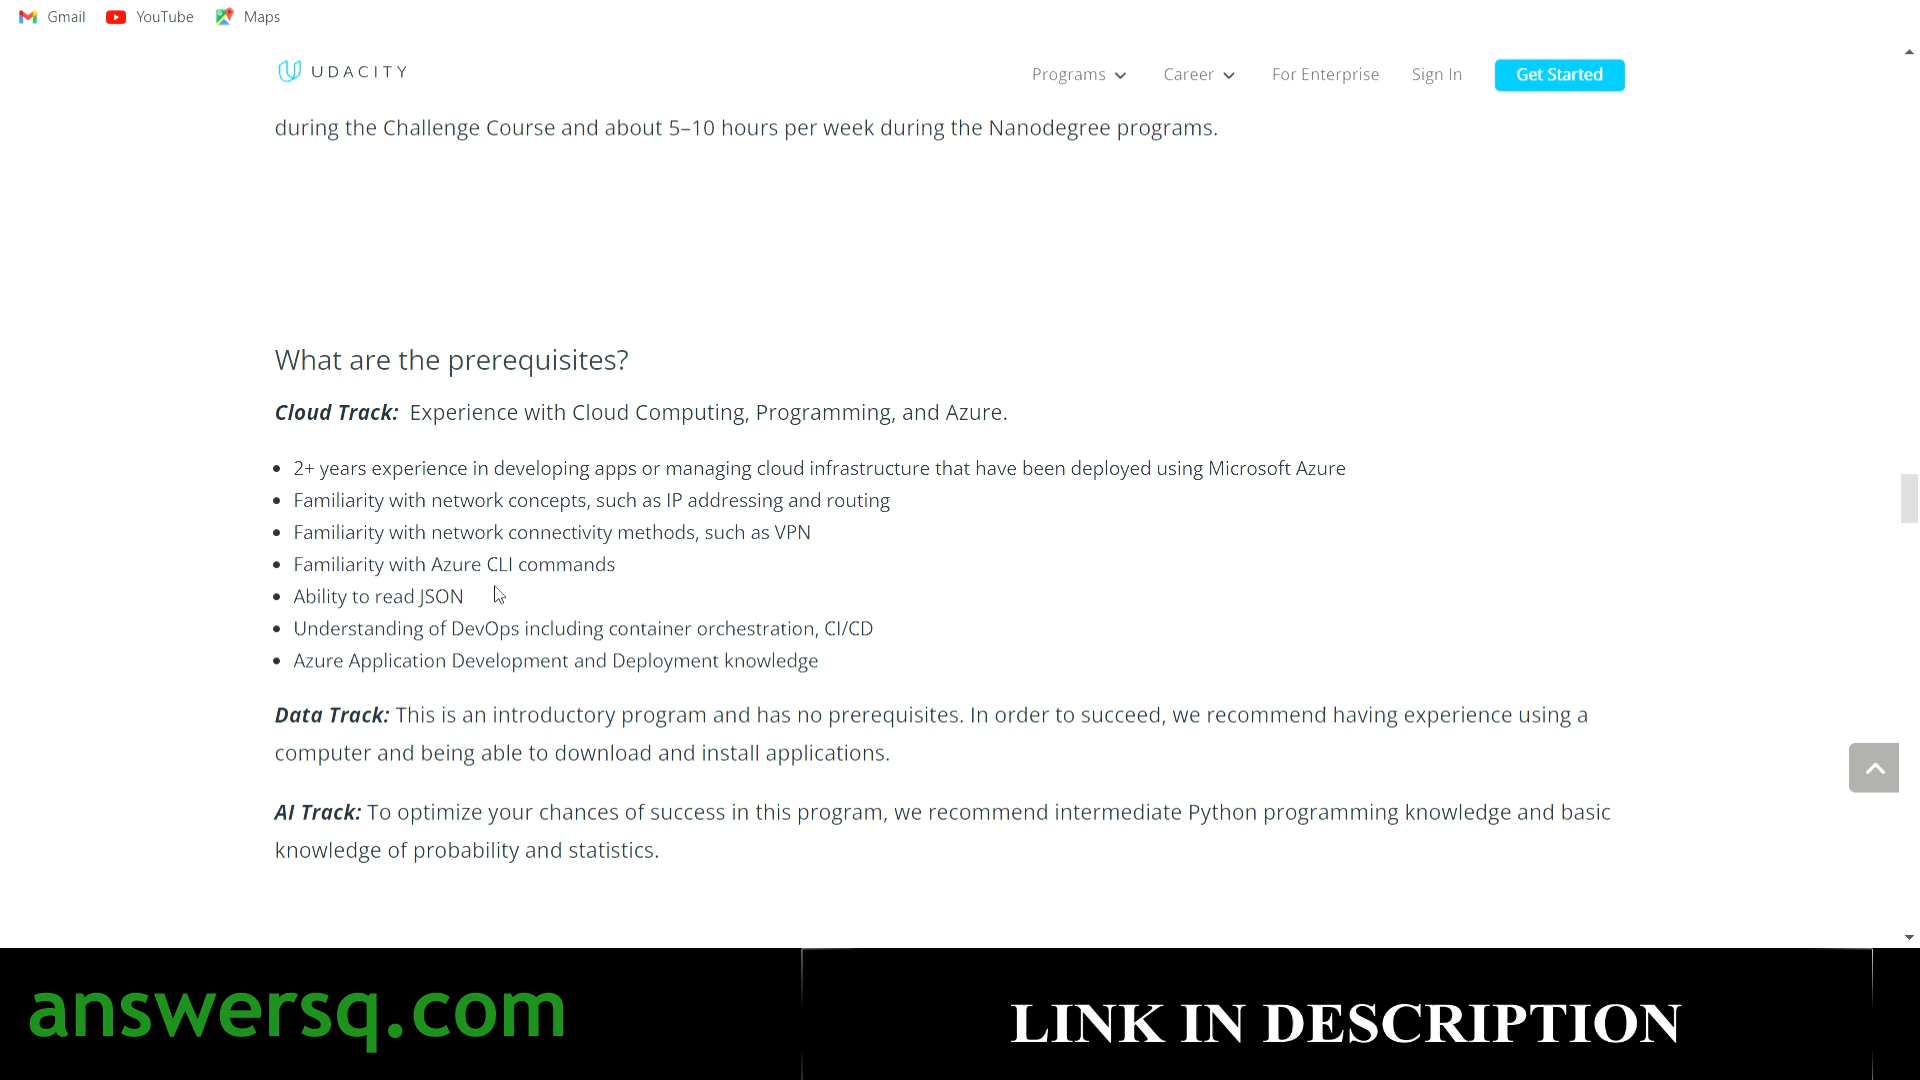 Gmail YouTube Maps
UDACITY Programs Career For Enterprise Sign In Get Started
during the Challenge Course and about 5–10 hours per week during the Nanodegree programs.
What are the prerequisites?
Cloud Track: Experience with Cloud Computing, Programming, and Azure.
• 2+ years experience in developing apps or managing cloud infrastructure that have been deployed using Microsoft Azure
• Familiarity with network concepts, such as IP addressing and routing
• Familiarity with network connectivity methods, such as VPN
• Familiarity with Azure CLI commands
• Ability to read JSON
• Understanding of DevOps including container orchestration, CI/CD
• Azure Application Development and Deployment knowledge
Data Track: This is an introductory program and has no prerequisites. In order to succeed, we recommend having experience using a
computer and being able to download and install applications.
AI Track: To optimize your chances of success in this program, we recommend intermediate Python programming knowledge and basic
knowledge of probability and statistics.
answersq.com
LINK IN DESCRIPTION